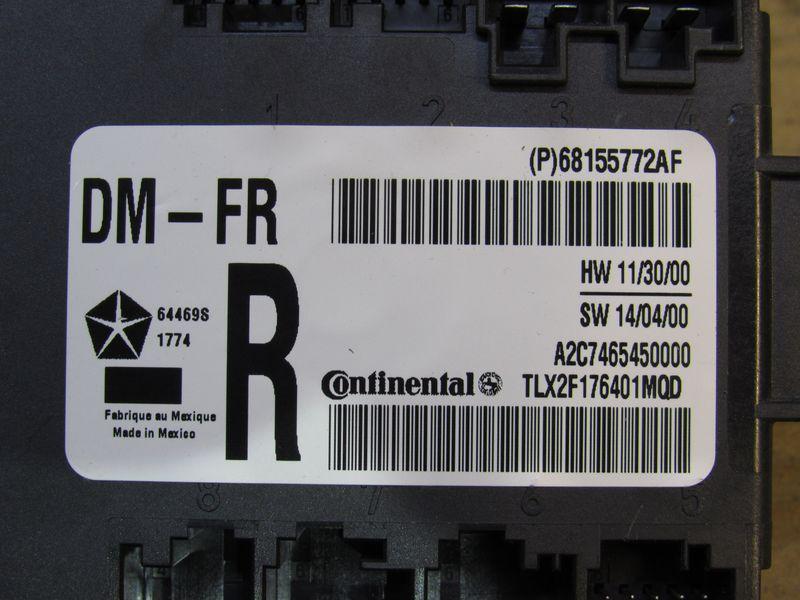 1 2 3 4
(P)68155772AF
DM-FR
HW 11/30/00
SW 14/04/00
64469S
1774
R
A2C7465450000
Continental TLX2F176401MQD
Fabrique au Mexique
Made in Mexico
8 7 6 5